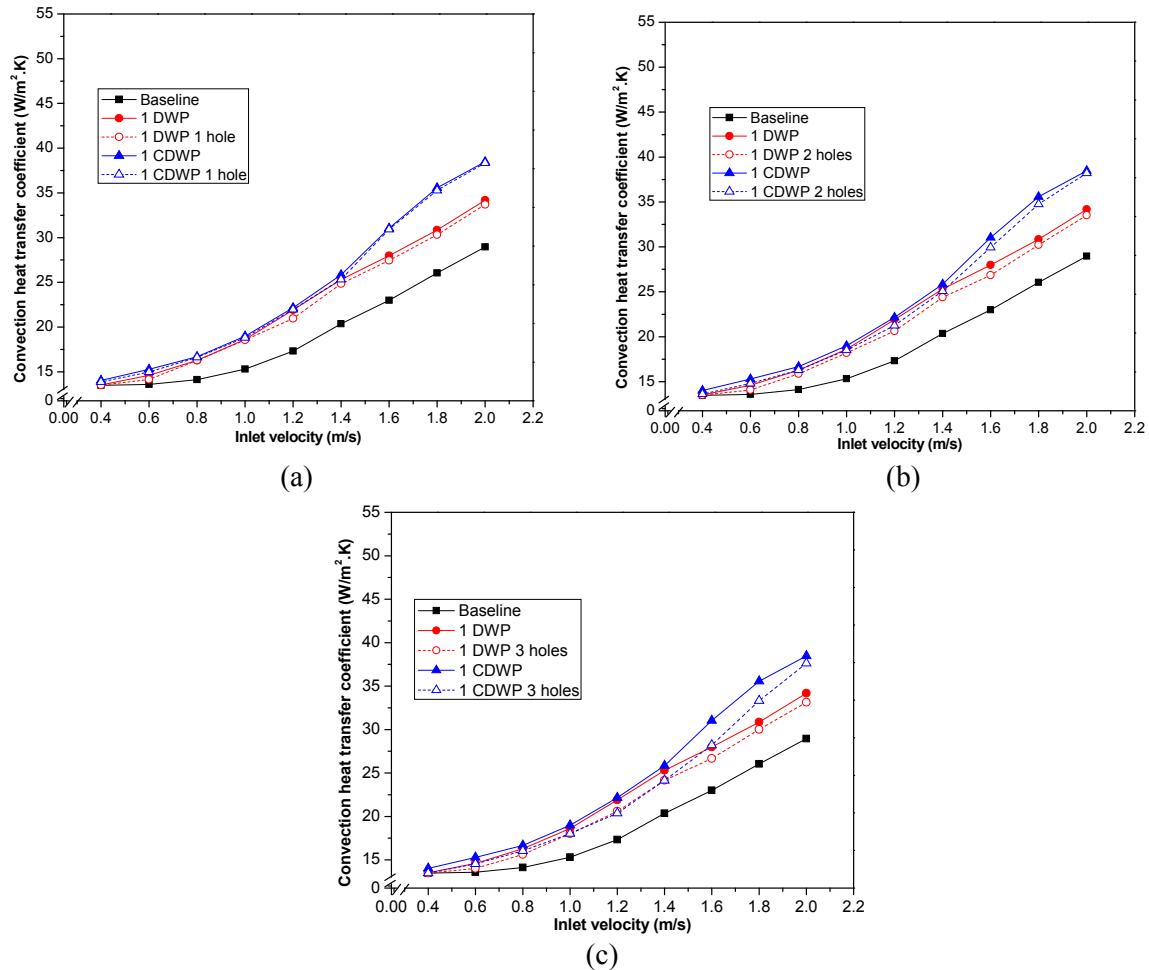 Convection heat transfer coefficient (W/m².K)
55
50
45
40
35
30
25
20
15
0
Baseline
1 DWP
1 DWP 1 hole
1 CDWP
1 CDWP 1 hole
0.00 0.4 0.6 0.8 1.0 1.2 1.4 1.6 1.8 2.0 2.2
Inlet velocity (m/s)
(a)
Convection heat transfer coefficient (W/m².K)
55
50
45
40
35
30
25
20
15
0
Baseline
1 DWP
1 DWP 2 holes
1 CDWP
1 CDWP 2 holes
0.00 0.4 0.6 0.8 1.0 1.2 1.4 1.6 1.8 2.0 2.2
Inlet velocity (m/s)
(b)
Convection heat transfer coefficient (W/m².K)
55
50
45
40
35
30
25
20
15
0
Baseline
1 DWP
1 DWP 3 holes
1 CDWP
1 CDWP 3 holes
0.00 0.4 0.6 0.8 1.0 1.2 1.4 1.6 1.8 2.0 2.2
Inlet velocity (m/s)
(c)